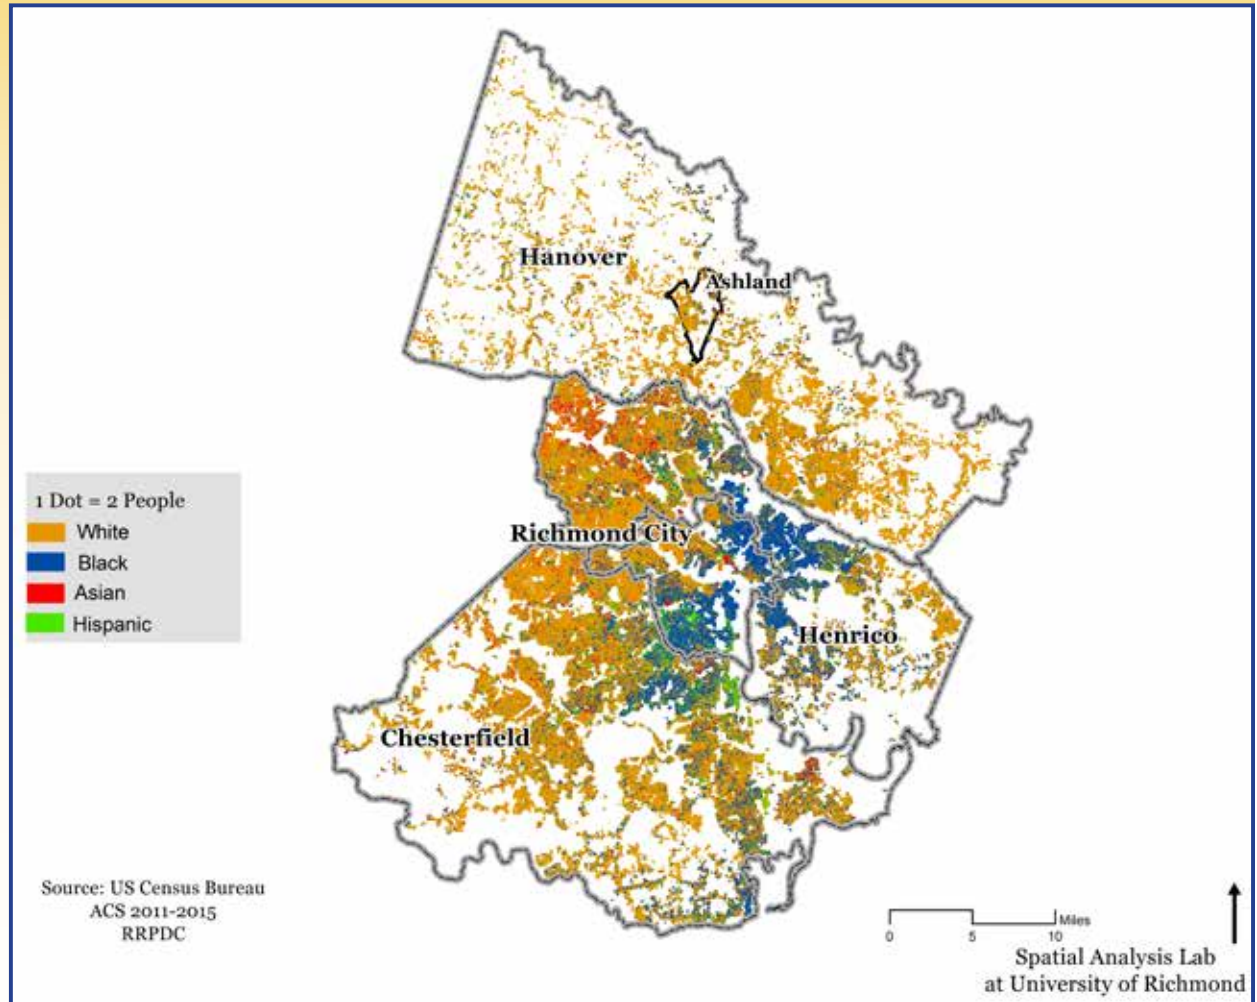 Hanover
Ashland
Richmond City
Henrico
Chesterfield
1 Dot = 2 People
White
Black
Asian
Hispanic
Source: US Census Bureau
ACS 2011-2015
RRPDC
Miles
0 5 10
Spatial Analysis Lab
at University of Richmond